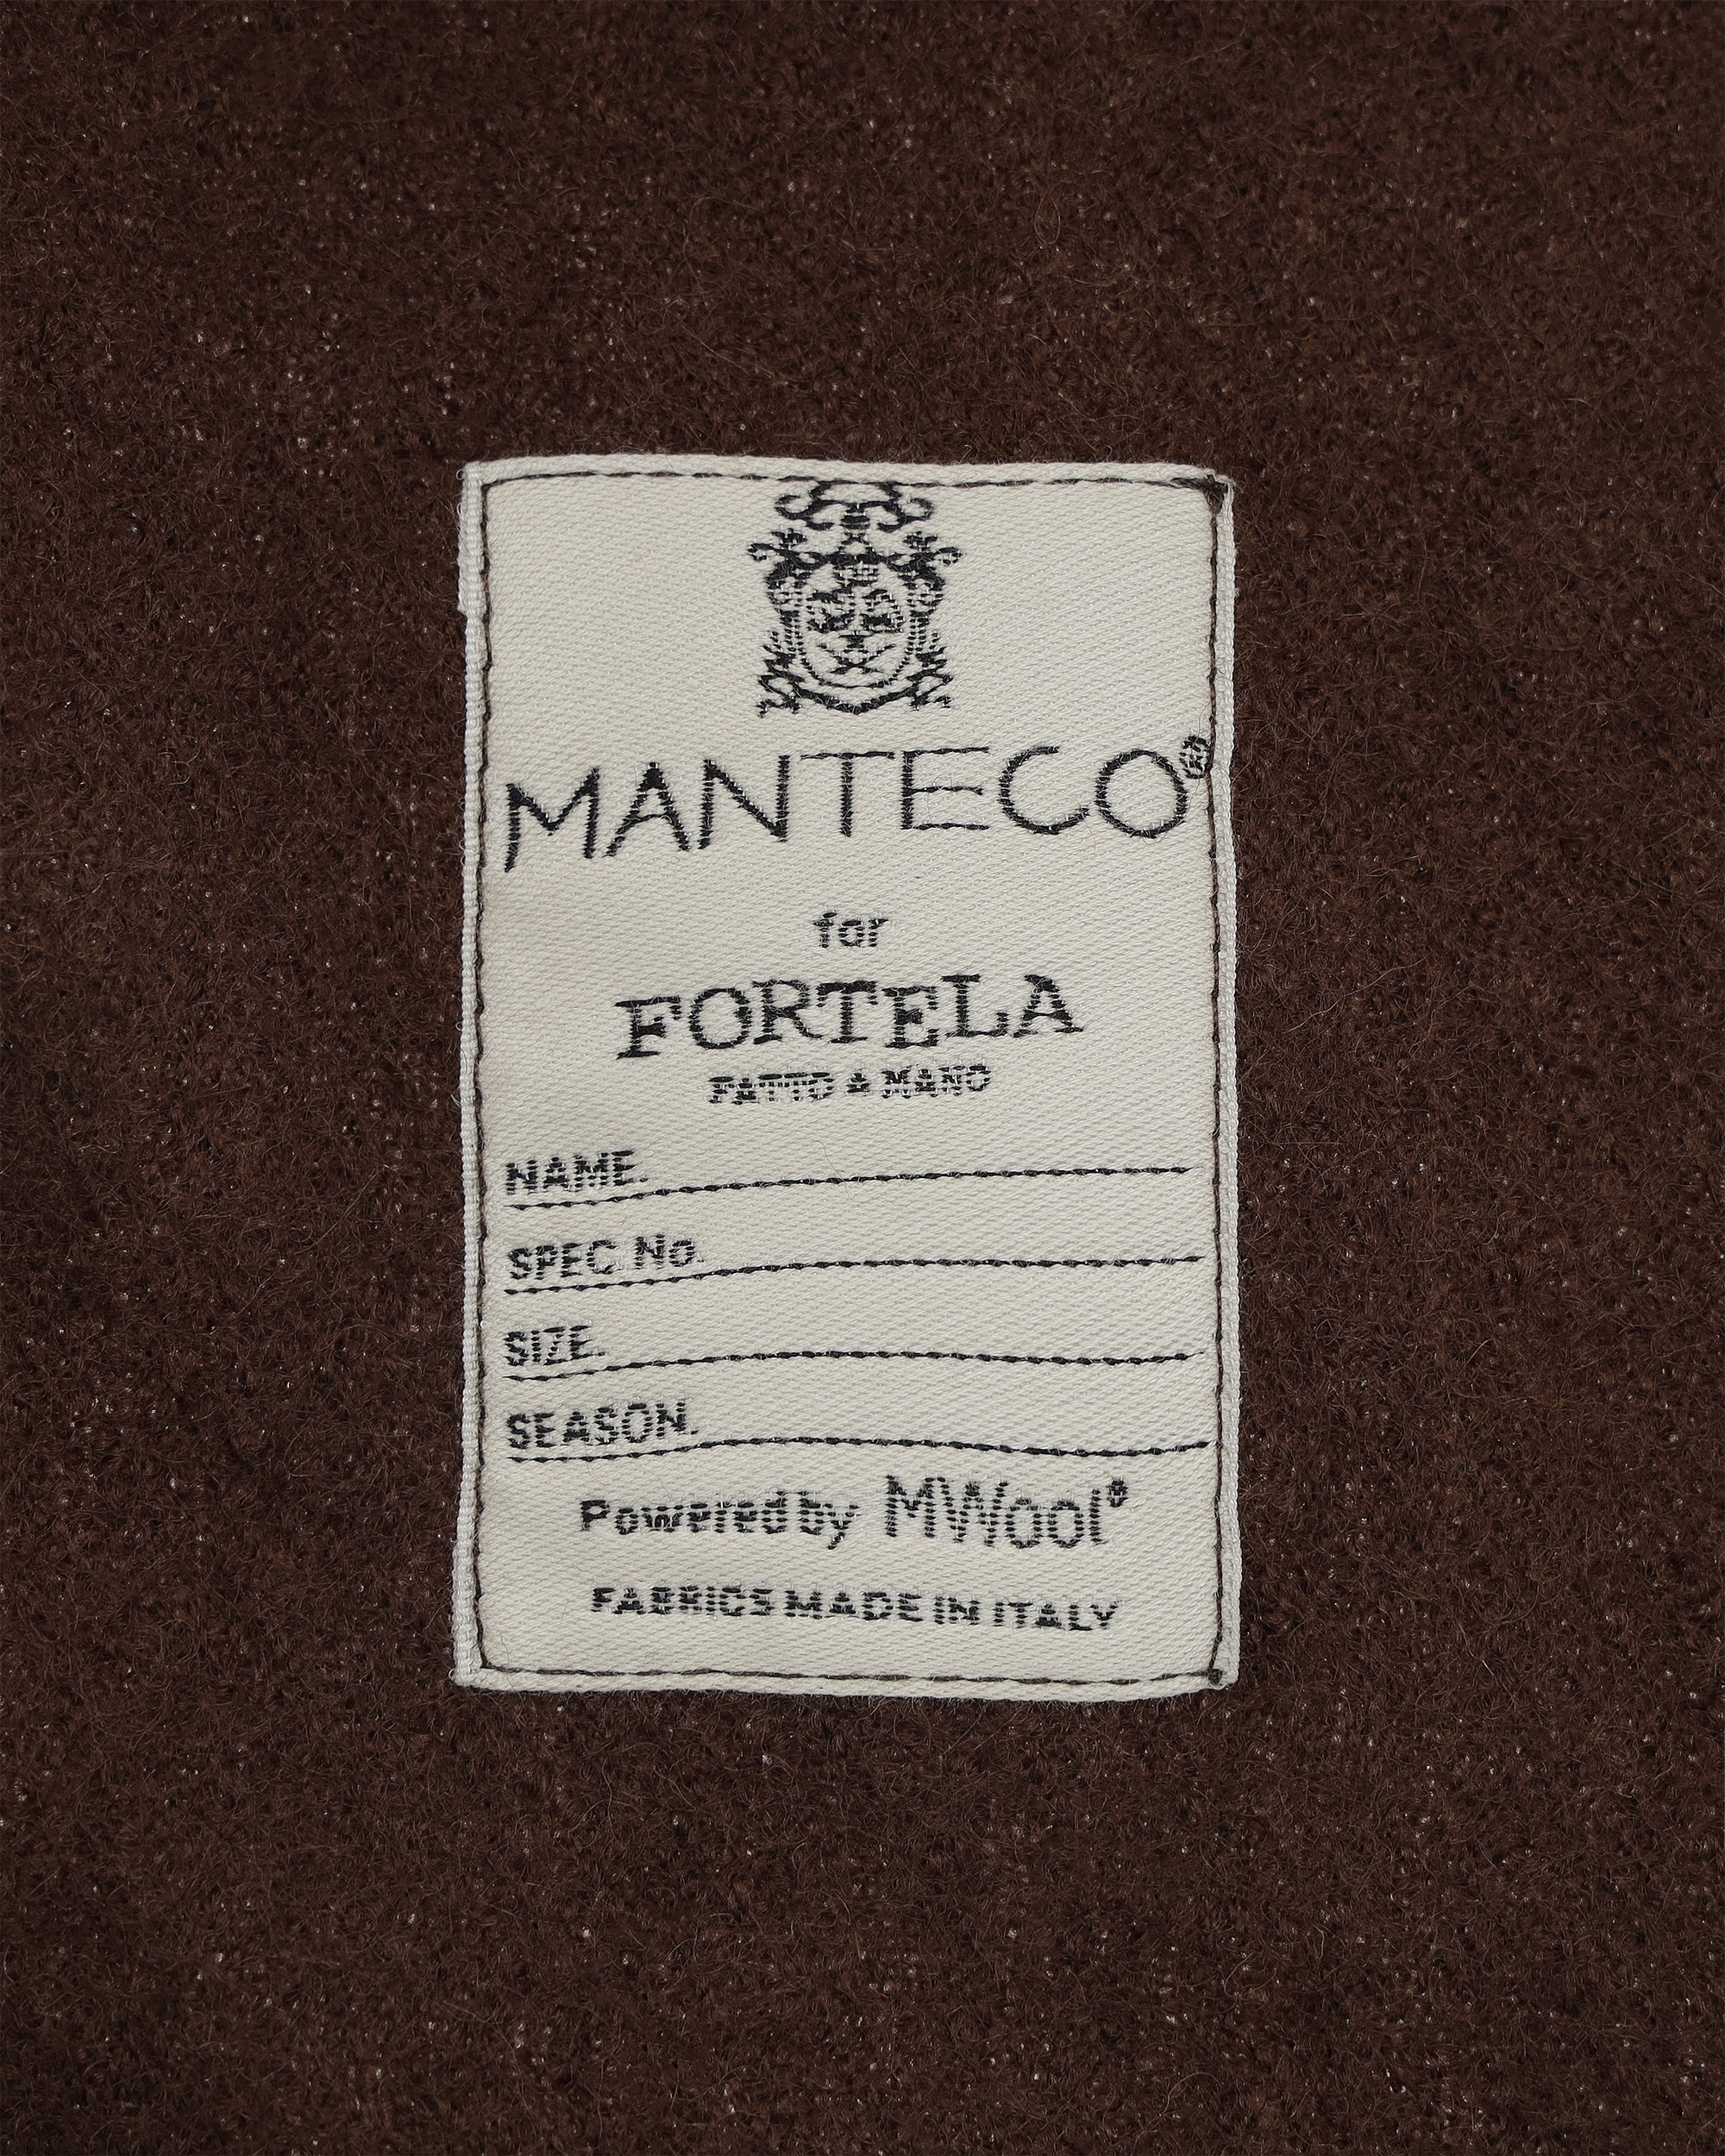 MANTECO®
for
FORTELA
FATTO A MANO
NAME.
SPEC No.
SIZE.
SEASON.
Powered by MWool®
FABRICS MADE IN ITALY